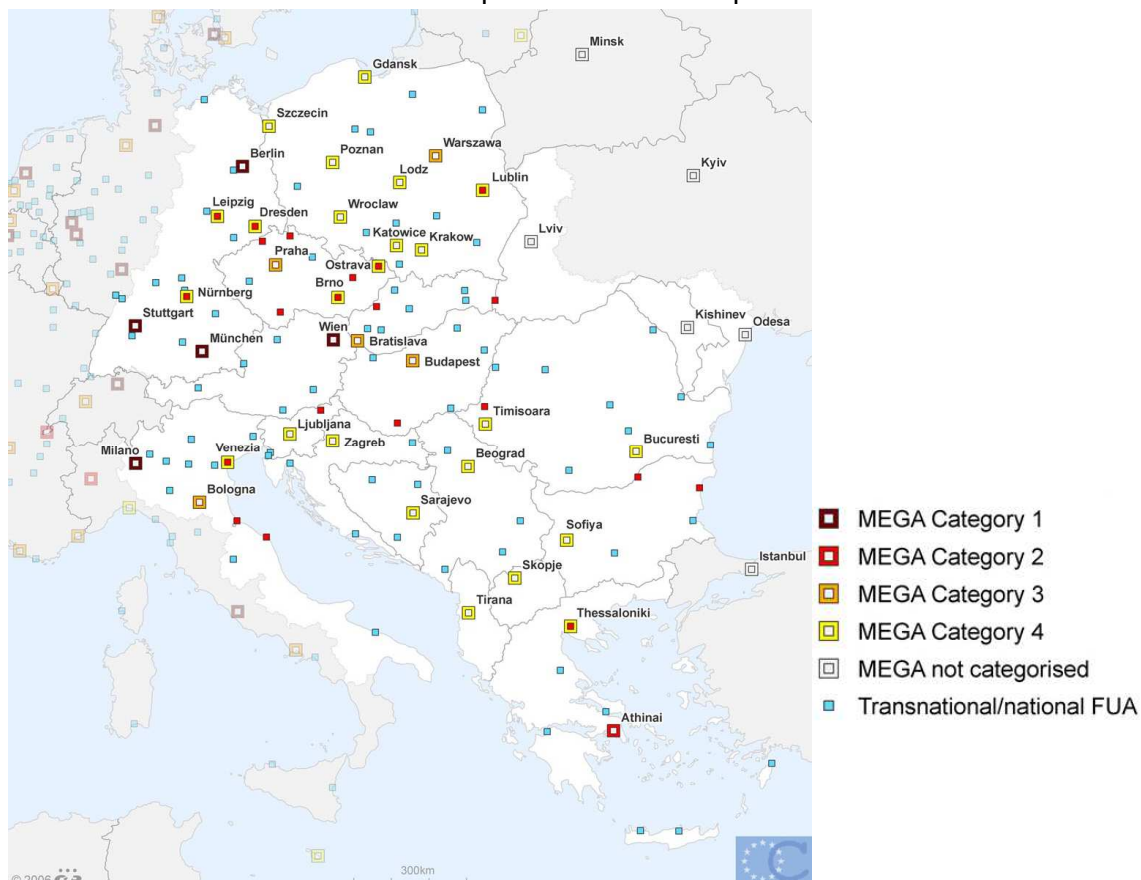 Minsk
Gdansk
Szczecin
Berlin
Poznan
Warszawa
Kyiv
Lodz
Lublin
Leipzig
Dresden
Wroclaw
Lviv
Katowice
Krakow
Praha
Ostrava
Brno
Nürnberg
Stuttgart
Wien
Kishinev
Odesa
München
Bratislava
Budapest
Timisoara
Ljubljana
Zagreb
Bucuresti
Milano
Venezia
Beograd
Bologna
Sarajevo
Sofiya
Istanbul
Skopje
Tirana
Thessaloniki
Athinai
300km
© 2006
MEGA Category 1
MEGA Category 2
MEGA Category 3
MEGA Category 4
MEGA not categorised
Transnational/national FUA